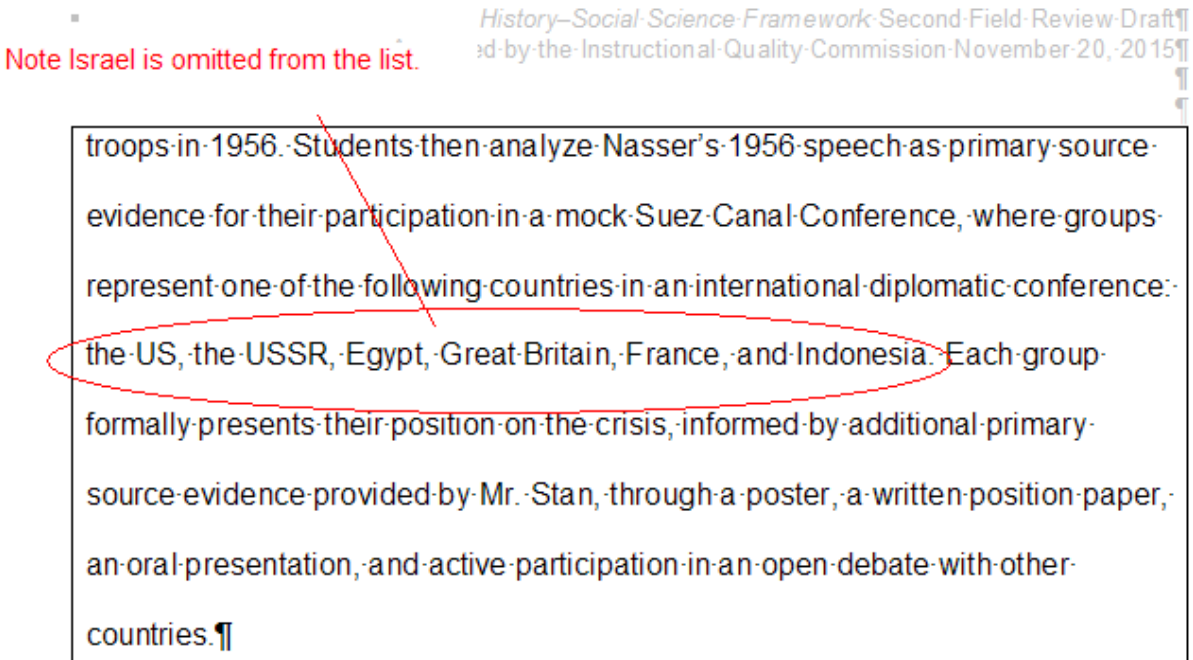 History–Social·Science·Framework·Second·Field·Review·Draft¶
Note Israel is omitted from the list.
by·the·Instructional·Quality·Commission·November·20,·2015¶
¶
¶
troops·in·1956.·Students·then·analyze·Nasser’s·1956·speech·as·primary·source·
evidence·for·their·participation·in·a·mock·Suez·Canal·Conference,·where·groups·
represent·one·of·the·following·countries·in·an·international·diplomatic·conference:·
the·US,·the·USSR,·Egypt,·Great·Britain,·France,·and·Indonesia.·Each·group·
formally·presents·their·position·on·the·crisis,·informed·by·additional·primary·
source·evidence·provided·by·Mr.·Stan,·through·a·poster,·a·written·position·paper,·
an·oral·presentation,·and·active·participation·in·an·open·debate·with·other·
countries.¶